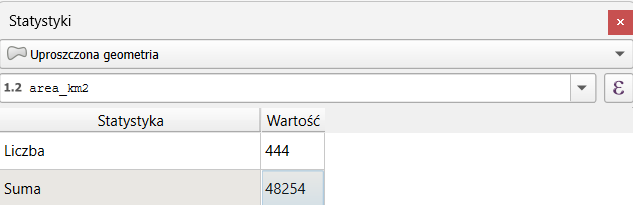 Statystyki
Uproszczona geometria
1.2 area_km2 ε
Statystyka Wartość
Liczba 444
Suma 48254